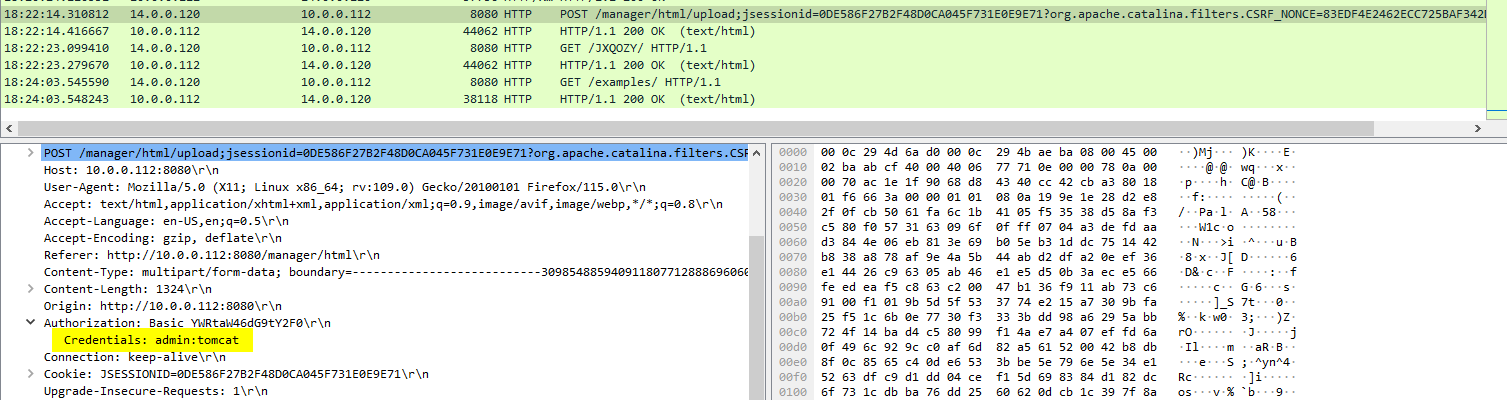 18:22:14.310812 14.0.0.120 10.0.0.112 8080 HTTP POST /manager/html/upload;jsessionid=0DE586F27B2F48D0CA045F731E0E9E71?org.apache.catalina.filters.CSRF_NONCE=83EDF4E2462ECC725BAF342
18:22:14.416667 10.0.0.112 14.0.0.120 44062 HTTP HTTP/1.1 200 OK (text/html)
18:22:23.099410 14.0.0.120 10.0.0.112 8080 HTTP GET /JXQOZY/ HTTP/1.1
18:22:23.279670 10.0.0.112 14.0.0.120 44062 HTTP HTTP/1.1 200 OK (text/html)
18:24:03.545590 14.0.0.120 10.0.0.112 8080 HTTP GET /examples/ HTTP/1.1
18:24:03.548243 10.0.0.112 14.0.0.120 38118 HTTP HTTP/1.1 200 OK (text/html)
POST /manager/html/upload;jsessionid=0DE586F27B2F48D0CA045F731E0E9E71?org.apache.catalina.filters.CSR
Host: 10.0.0.112:8080\r\n
User-Agent: Mozilla/5.0 (X11; Linux x86_64; rv:109.0) Gecko/20100101 Firefox/115.0\r\n
Accept: text/html,application/xhtml+xml,application/xml;q=0.9,image/avif,image/webp,*/*;q=0.8\r\n
Accept-Language: en-US,en;q=0.5\r\n
Accept-Encoding: gzip, deflate\r\n
Referer: http://10.0.0.112:8080/manager/html\r\n
Content-Type: multipart/form-data; boundary=---------------------------309854885940911807712888696060
Content-Length: 1324\r\n
Origin: http://10.0.0.112:8080\r\n
Authorization: Basic YWRtaW46dG9tY2F0\r\n
Credentials: admin:tomcat
Connection: keep-alive\r\n
Cookie: JSESSIONID=0DE586F27B2F48D0CA045F731E0E9E71\r\n
Upgrade-Insecure-Requests: 1\r\n
0000 00 0c 29 4d 6a d0 00 0c 29 4b ae ba 08 00 45 00 ··)Mj··· )K····E·
0010 02 ba ab cf 40 00 40 06 77 71 0e 00 00 78 0a 00 ····@·@· wq···x··
0020 00 70 ac 1e 1f 90 68 d8 43 40 cc 42 cb a3 80 18 ·p····h· C@·B····
0030 01 f6 66 3a 00 00 01 01 08 0a 19 9e 1e 28 d2 e8 ··f:···· ·····(··
0040 2f 0f cb 50 61 fa 6c 1b 41 05 f5 35 38 d5 8a f3 /··Pa·l· A··58···
0050 c5 80 f0 57 31 63 09 6f 0f ff 07 04 a3 de fd aa ···W1c·o ········
0060 d3 84 4e 06 eb 81 3e 69 b0 5e b3 1d dc 75 14 42 ··N···>i ·^···u·B
0070 b8 38 a8 78 af 9e 4a 5b 44 ab d2 df a2 0e ef 36 ·8·x··J[ D······6
0080 e1 44 26 c9 63 05 ab 46 e1 e5 d5 0b 3a ec e5 66 ·D&·c··F ····:··f
0090 fe ed ea f5 c8 63 c2 00 47 b1 36 f9 11 ab 73 c6 ·····c·· G·6···s·
00a0 91 00 f1 01 9b 5d 5f 53 37 74 e2 15 a7 30 9b fa ·····]_S 7t···0··
00b0 25 f5 1c 6b 0e 77 30 f3 33 3b dd 98 a6 29 5a bb %··k·w0· 3;···)Z·
00c0 72 4f 14 ba d4 c5 80 99 f1 4a e7 a4 07 ef fd 6a rO······ ·J·····j
00d0 0f 49 6c 92 9c c0 af 6d 82 a5 61 52 00 42 b8 db ·Il····m ··aR·B··
00e0 8f 0c 85 65 c4 0d e6 53 3b be 5e 79 6e 5e 34 e1 ···e···S ;·^yn^4·
00f0 52 63 df c9 d1 dd 04 ce f1 5d 69 83 84 d1 82 dc Rc······ ·]i·····
0100 6f 73 1c db ba 76 dd 25 60 62 0d cb 1c 39 7f 8a os···v·% `b···9··